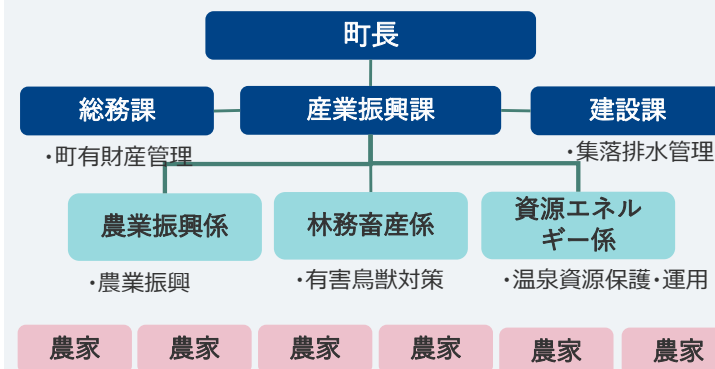 町長
総務課
産業振興課
建設課
・町有財産管理
・集落排水管理
農業振興係
林務畜産係
資源エネル
ギー係
・農業振興
・有害鳥獣対策
・温泉資源保護・運用
農家
農家
農家
農家
農家
農家